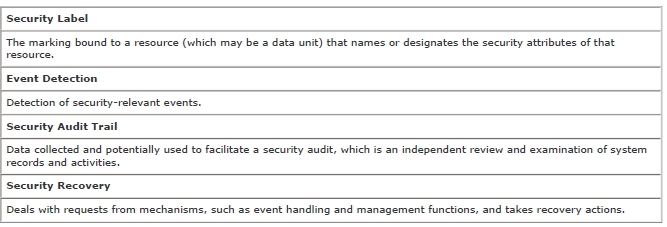 Security Label
The marking bound to a resource (which may be a data unit) that names or designates the security attributes of that
resource.
Event Detection
Detection of security-relevant events.
Security Audit Trail
Data collected and potentially used to facilitate a security audit, which is an independent review and examination of system
records and activities.
Security Recovery
Deals with requests from mechanisms, such as event handling and management functions, and takes recovery actions.